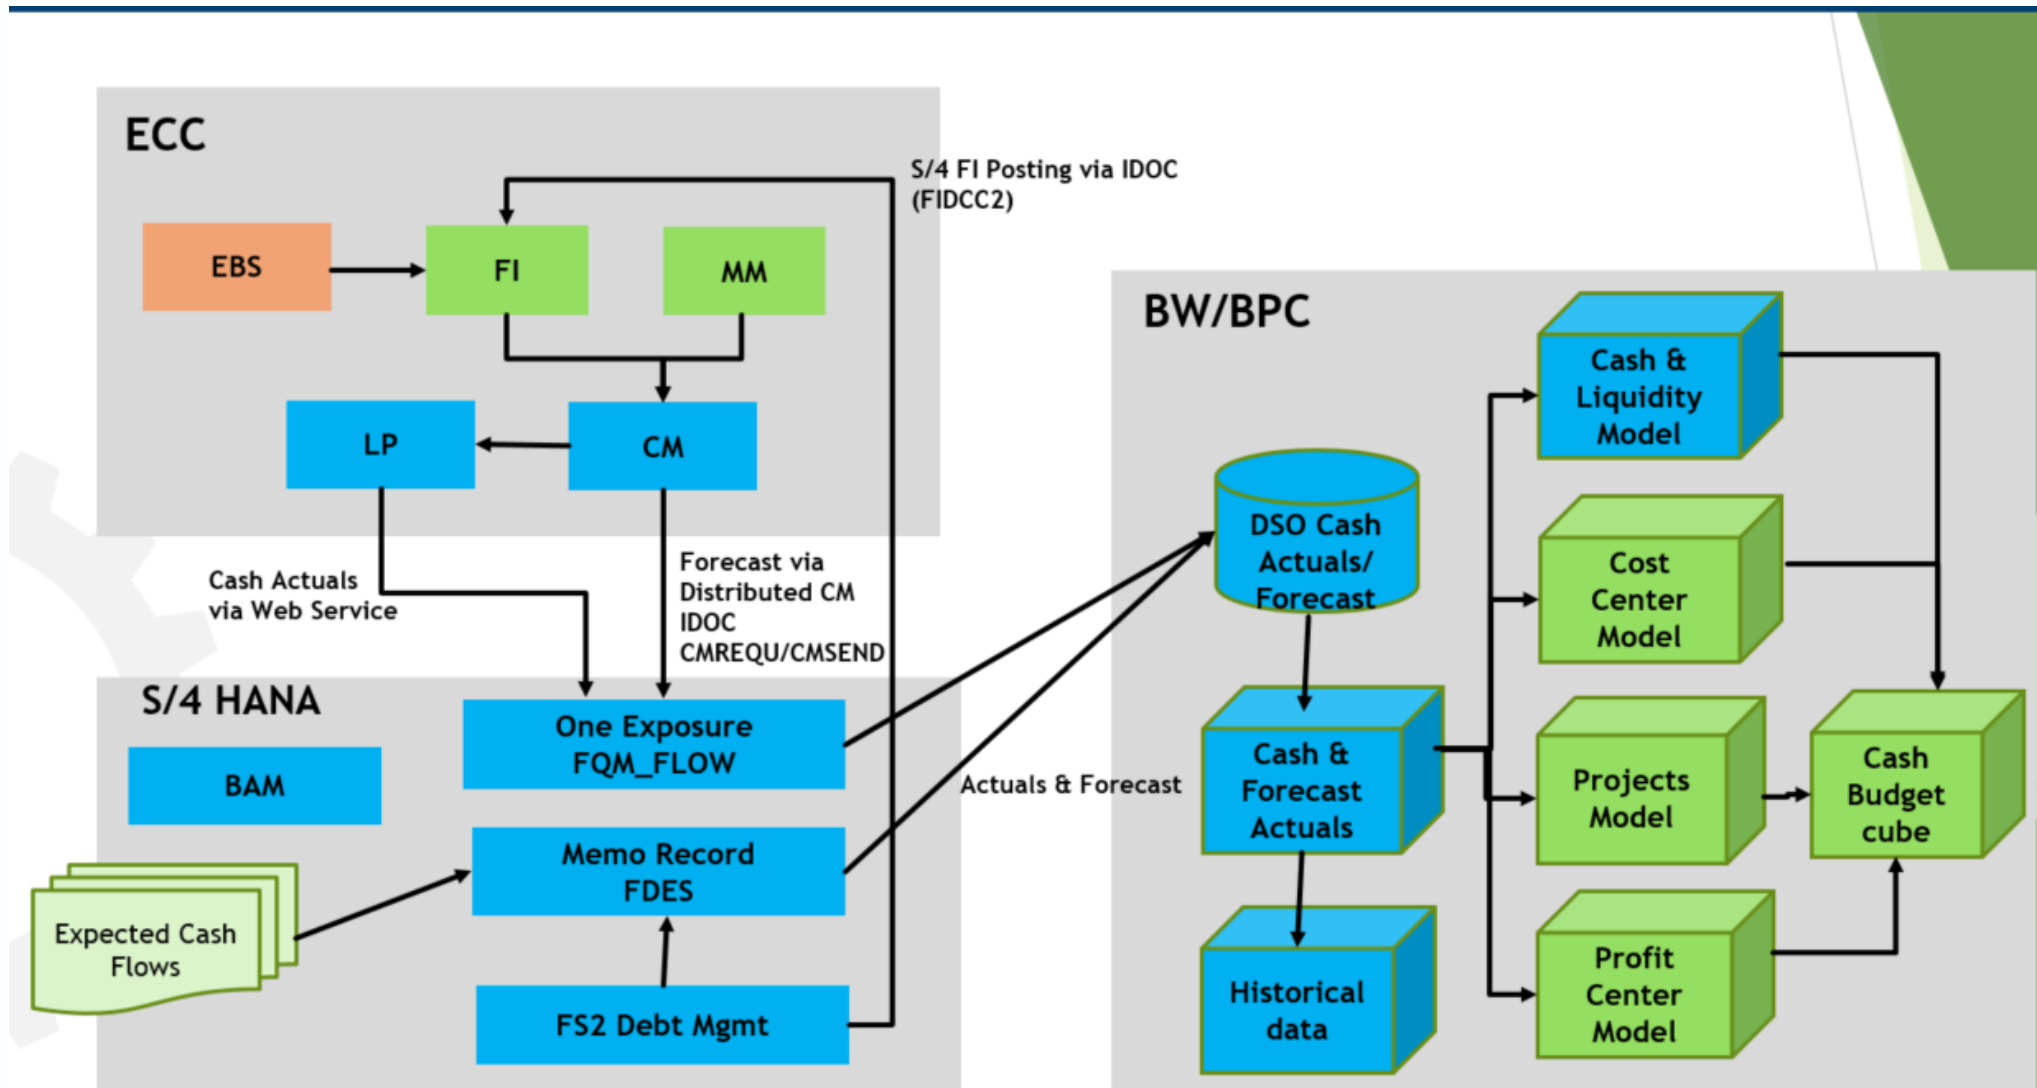 ECC
S/4 FI Posting via IDOC
(FIDCC2)
EBS
FI
MM
LP
CM
Cash Actuals
via Web Service
Forecast via
Distributed CM
IDOC
CMREQU/CMSEND
S/4 HANA
BAM
One Exposure
FQM_FLOW
Memo Record
FDES
Expected Cash
Flows
FS2 Debt Mgmt
Actuals & Forecast
BW/BPC
DSO Cash
Actuals/
Forecast
Cash &
Forecast
Actuals
Historical
data
Cash &
Liquidity
Model
Cost
Center
Model
Projects
Model
Profit
Center
Model
Cash
Budget
cube